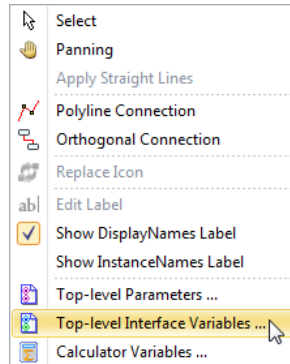 Select
Panning
Apply Straight Lines
Polyline Connection
Orthogonal Connection
Replace Icon
ab| Edit Label
Show DisplayNames Label
Show InstanceNames Label
Top-level Parameters ...
Top-level Interface Variables ...
Calculator Variables ...